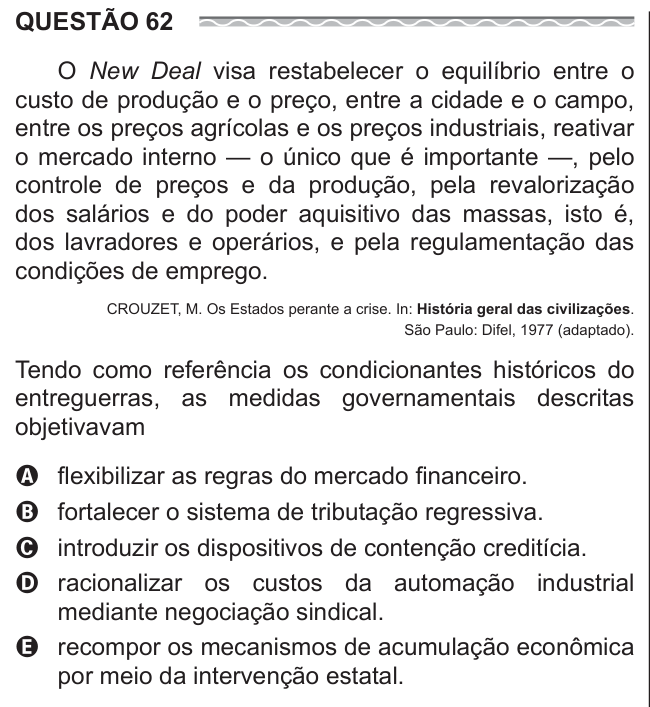 QUESTÃO 62
O New Deal visa restabelecer o equilíbrio entre o
custo de produção e o preço, entre a cidade e o campo,
entre os preços agrícolas e os preços industriais, reativar
o mercado interno — o único que é importante —, pelo
controle de preços e da produção, pela revalorização
dos salários e do poder aquisitivo das massas, isto é,
dos lavradores e operários, e pela regulamentação das
condições de emprego.
CROUZET, M. Os Estados perante a crise. In: História geral das civilizações.
São Paulo: Difel, 1977 (adaptado).
Tendo como referência os condicionantes históricos do
entreguerras, as medidas governamentais descritas
objetivavam
A flexibilizar as regras do mercado financeiro.
B fortalecer o sistema de tributação regressiva.
C introduzir os dispositivos de contenção creditícia.
D racionalizar os custos da automação industrial
mediante negociação sindical.
E recompor os mecanismos de acumulação econômica
por meio da intervenção estatal.